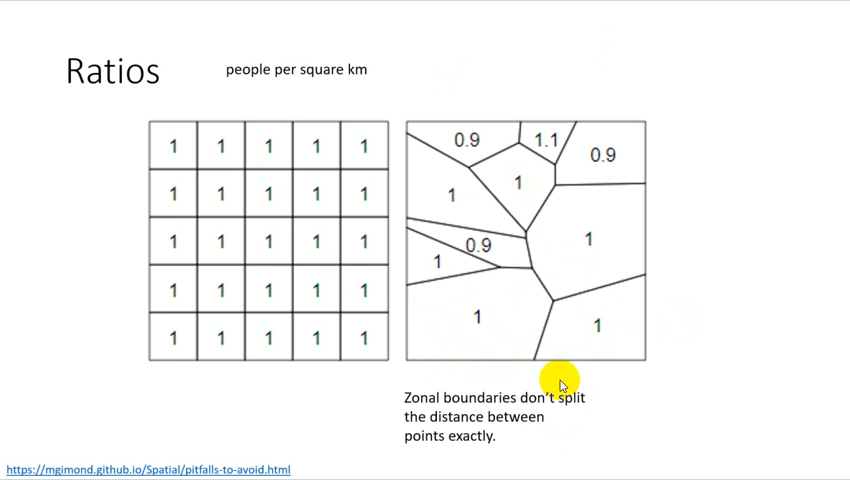 Ratios
people per square km
1 1 1 1 1
1 1 1 1 1
1 1 1 1 1
1 1 1 1 1
1 1 1 1 1
0.9 1.1 0.9
1 1
0.9 1
1
1 1
Zonal boundaries don't split
the distance between
points exactly.
https://mgimond.github.io/Spatial/pitfalls-to-avoid.html